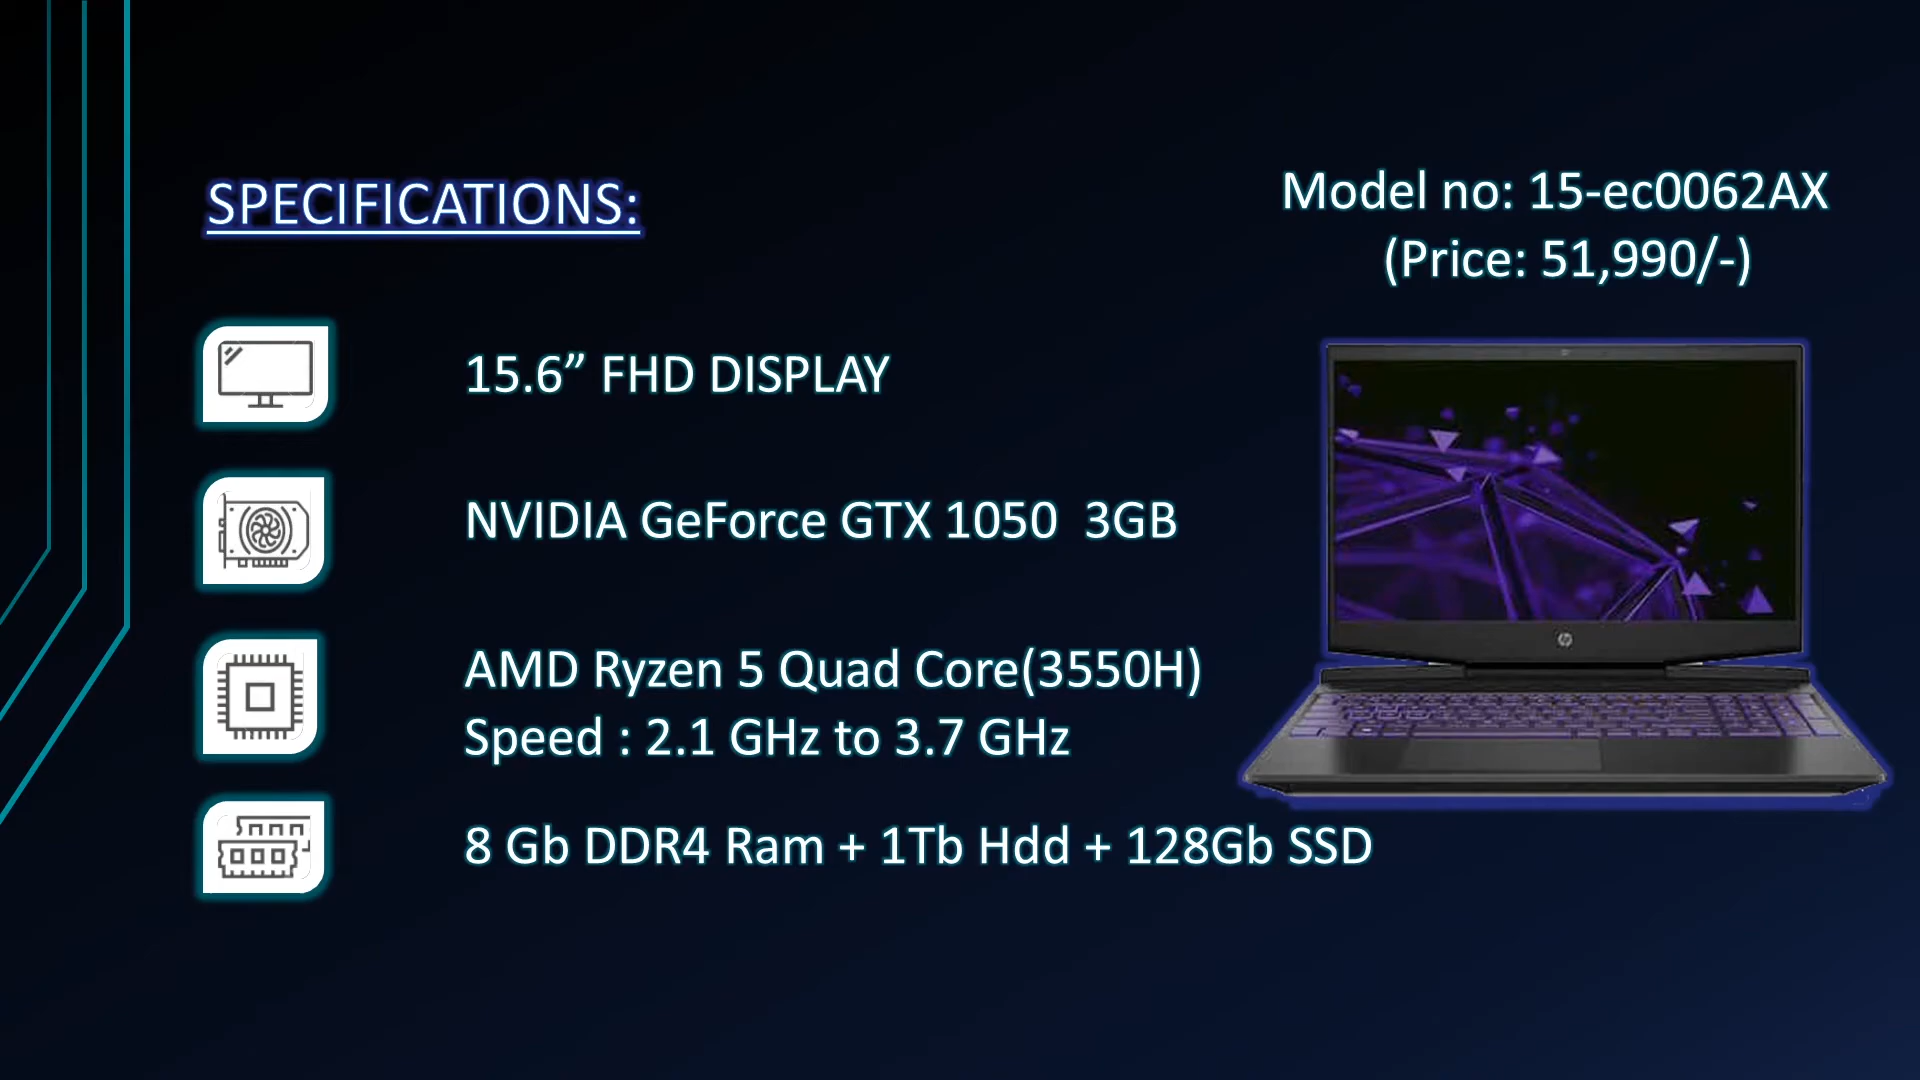 SPECIFICATIONS:
Model no: 15-ec0062AX
(Price: 51,990/-)
15.6” FHD DISPLAY
NVIDIA GeForce GTX 1050  3GB
AMD Ryzen 5 Quad Core(3550H)
Speed : 2.1 GHz to 3.7 GHz
8 Gb DDR4 Ram + 1Tb Hdd + 128Gb SSD
hp